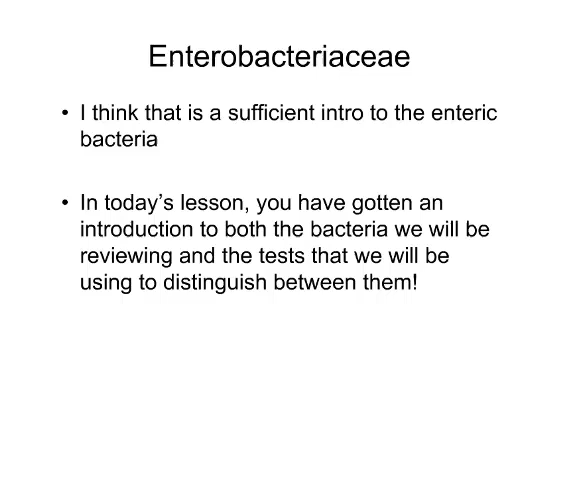 Enterobacteriaceae
• I think that is a sufficient intro to the enteric
bacteria
• In today’s lesson, you have gotten an
introduction to both the bacteria we will be
reviewing and the tests that we will be
using to distinguish between them!